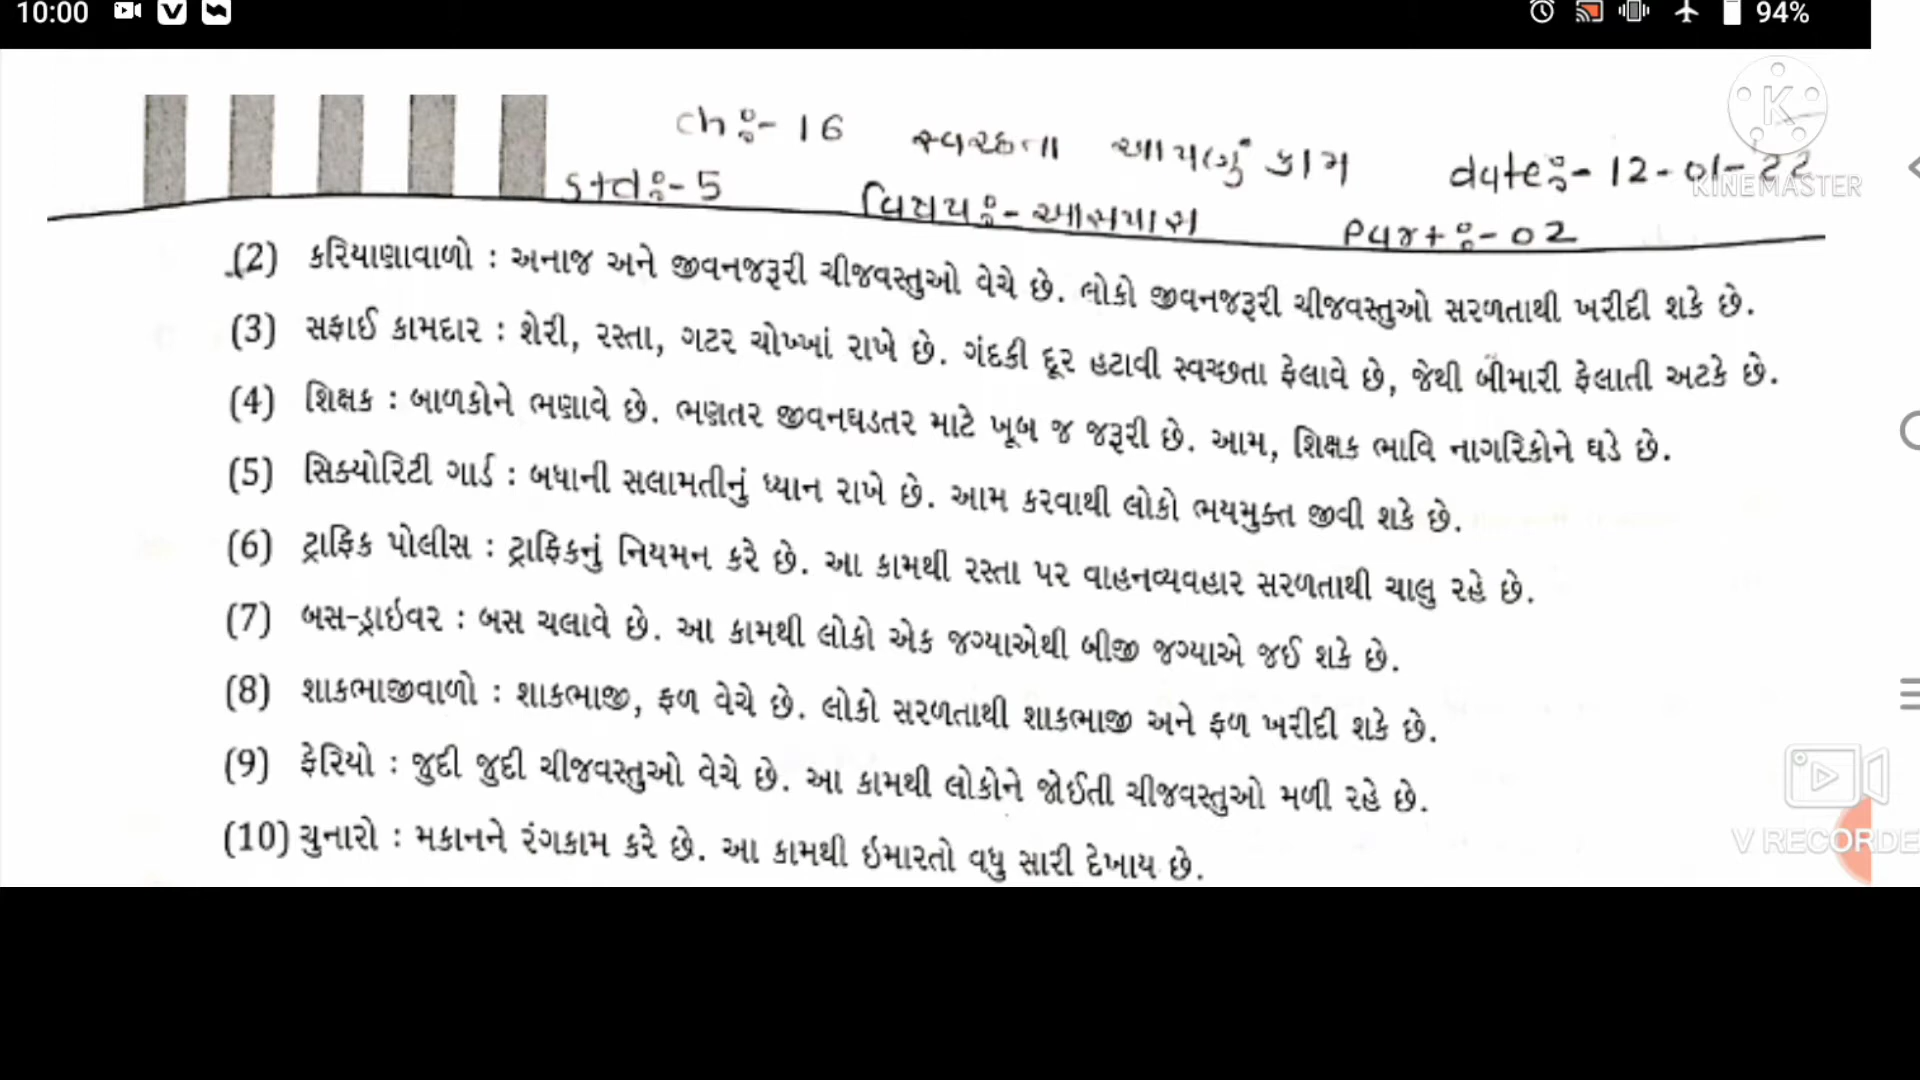 10:00 94%
ch:- 16 સ્વચ્છતા આપણું કામ date:- 12-01-22
KINEMASTER
std:- 5 વિષય:- આસપાસ Part:- 02
(2) કરિયાણાવાળો : અનાજ અને જીવનજરૂરી ચીજવસ્તુઓ વેચે છે. લોકો જીવનજરૂરી ચીજવસ્તુઓ સરળતાથી ખરીદી શકે છે.
(3) સફાઈ કામદાર : શેરી, રસ્તા, ગટર ચોખ્ખાં રાખે છે. ગંદકી દૂર હટાવી સ્વચ્છતા ફેલાવે છે, જેથી બીમારી ફેલાતી અટકે છે.
(4) શિક્ષક : બાળકોને ભણાવે છે. ભણતર જીવનઘડતર માટે ખૂબ જ જરૂરી છે. આમ, શિક્ષક ભાવિ નાગરિકોને ઘડે છે.
(5) સિક્યોરિટી ગાર્ડ : બધાની સલામતીનું ધ્યાન રાખે છે. આમ કરવાથી લોકો ભયમુક્ત જીવી શકે છે.
(6) ટ્રાફિક પોલીસ : ટ્રાફિકનું નિયમન કરે છે. આ કામથી રસ્તા પર વાહનવ્યવહાર સરળતાથી ચાલુ રહે છે.
(7) બસ-ડ્રાઇવર : બસ ચલાવે છે. આ કામથી લોકો એક જગ્યાએથી બીજી જગ્યાએ જઈ શકે છે.
(8) શાકભાજીવાળો : શાકભાજી, ફળ વેચે છે. લોકો સરળતાથી શાકભાજી અને ફળ ખરીદી શકે છે.
(9) ફેરિયો : જુદી જુદી ચીજવસ્તુઓ વેચે છે. આ કામથી લોકોને જોઈતી ચીજવસ્તુઓ મળી રહે છે.
V RECORDE
(10) ચુનારો : મકાનને રંગકામ કરે છે. આ કામથી ઇમારતો વધુ સારી દેખાય છે.